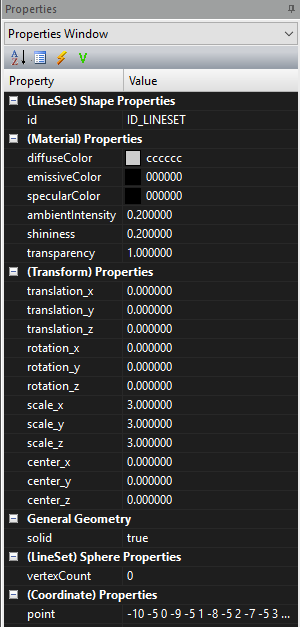 Properties
Properties Window
A Z V
Property Value
(LineSet) Shape Properties
id ID_LINESET
(Material) Properties
diffuseColor cccccc
emissiveColor 000000
specularColor 000000
ambientIntensity 0.200000
shininess 0.200000
transparency 1.000000
(Transform) Properties
translation_x 0.000000
translation_y 0.000000
translation_z 0.000000
rotation_x 0.000000
rotation_y 0.000000
rotation_z 0.000000
scale_x 3.000000
scale_y 3.000000
scale_z 3.000000
center_x 0.000000
center_y 0.000000
center_z 0.000000
General Geometry
solid true
(LineSet) Sphere Properties
vertexCount 0
(Coordinate) Properties
point -10 -5 0 -9 -5 1 -8 -5 2 -7 -5 3 ...